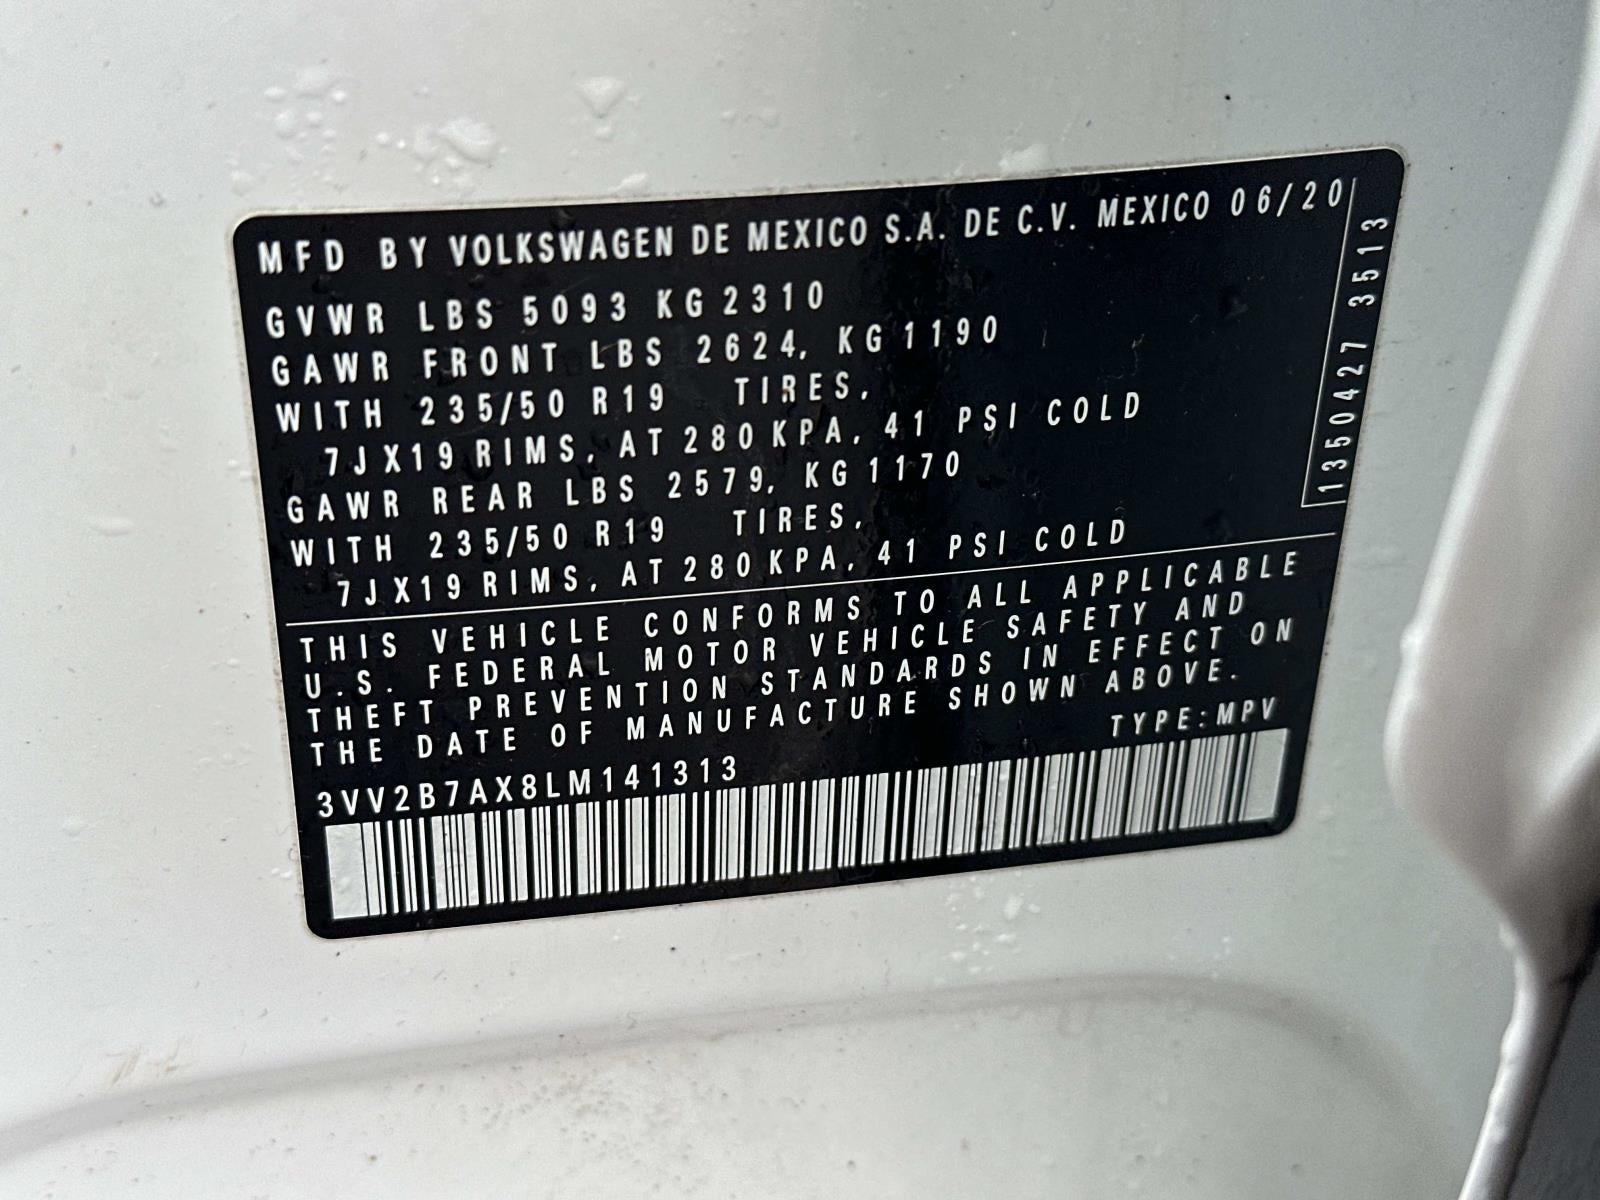 MFD BY VOLKSWAGEN DE MEXICO S.A. DE C.V. MEXICO 06/20
GVWR LBS 5093 KG 2310
GAWR FRONT LBS 2624, KG 1190
WITH 235/50 R19 TIRES,
7JX19 RIMS, AT 280 KPA, 41 PSI COLD
GAWR REAR LBS 2579, KG 1170
WITH 235/50 R19 TIRES,
7JX19 RIMS, AT 280 KPA, 41 PSI COLD
1350427 3513
THIS VEHICLE CONFORMS TO ALL APPLICABLE
U.S. FEDERAL MOTOR VEHICLE SAFETY AND
THEFT PREVENTION STANDARDS IN EFFECT ON
THE DATE OF MANUFACTURE SHOWN ABOVE.
3VV2B7AX8LM141313 TYPE:MPV